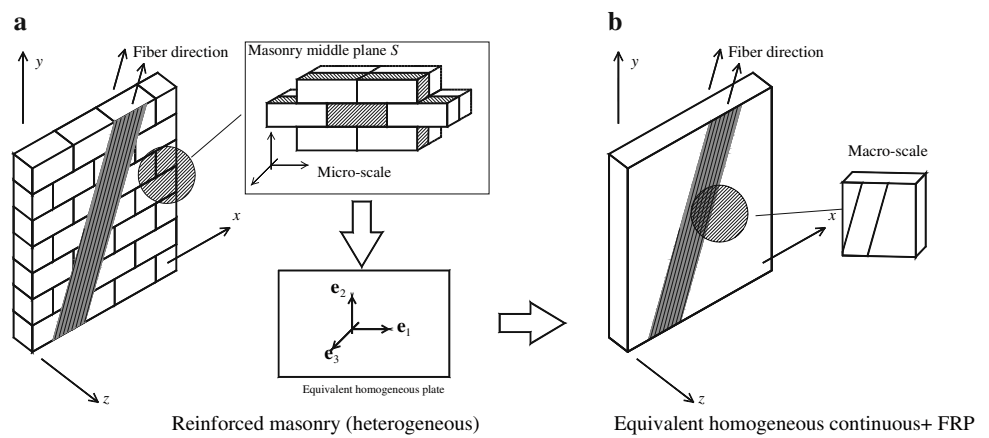 a
b
y
Fiber direction
Masonry middle plane S
Micro-scale
x
z
e2
e1
e3
Equivalent homogeneous plate
Reinforced masonry (heterogeneous)
y
Fiber direction
Macro-scale
x
z
Equivalent homogeneous continuous+ FRP